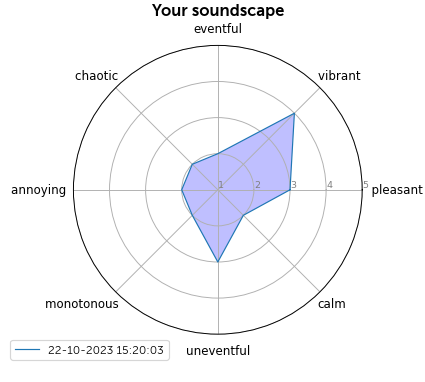 Your soundscape
eventful
chaotic
vibrant
annoying
1 2 3 4 5
pleasant
monotonous
calm
uneventful
22-10-2023 15:20:03